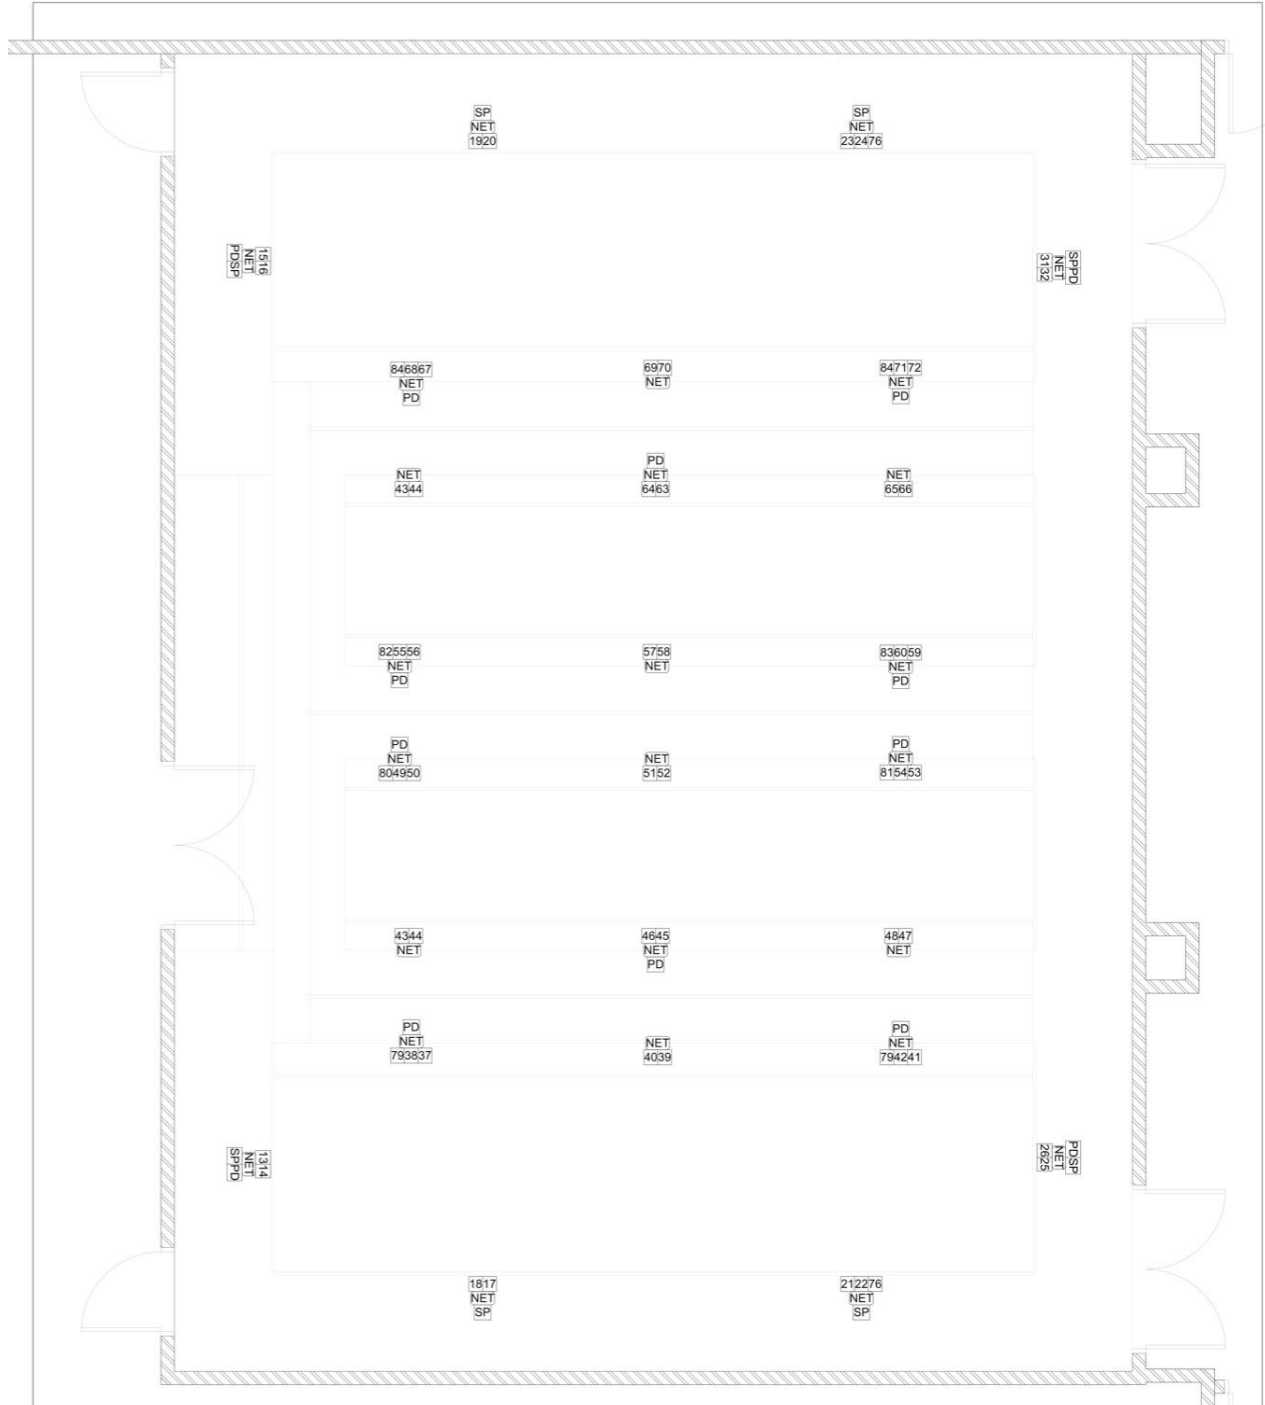 SP
NET
1920
SP
NET
232476
1516
NET
PDSP
SPPD
NET
3132
846867
NET
PD
6970
NET
847172
NET
PD
NET
4344
PD
NET
6463
NET
6566
825556
NET
PD
5758
NET
836059
NET
PD
PD
NET
804950
NET
5152
PD
NET
815453
4344
NET
4645
NET
PD
4847
NET
PD
NET
793837
NET
4039
PD
NET
794241
1314
NET
SPPD
PDSP
NET
2625
1817
NET
SP
212276
NET
SP